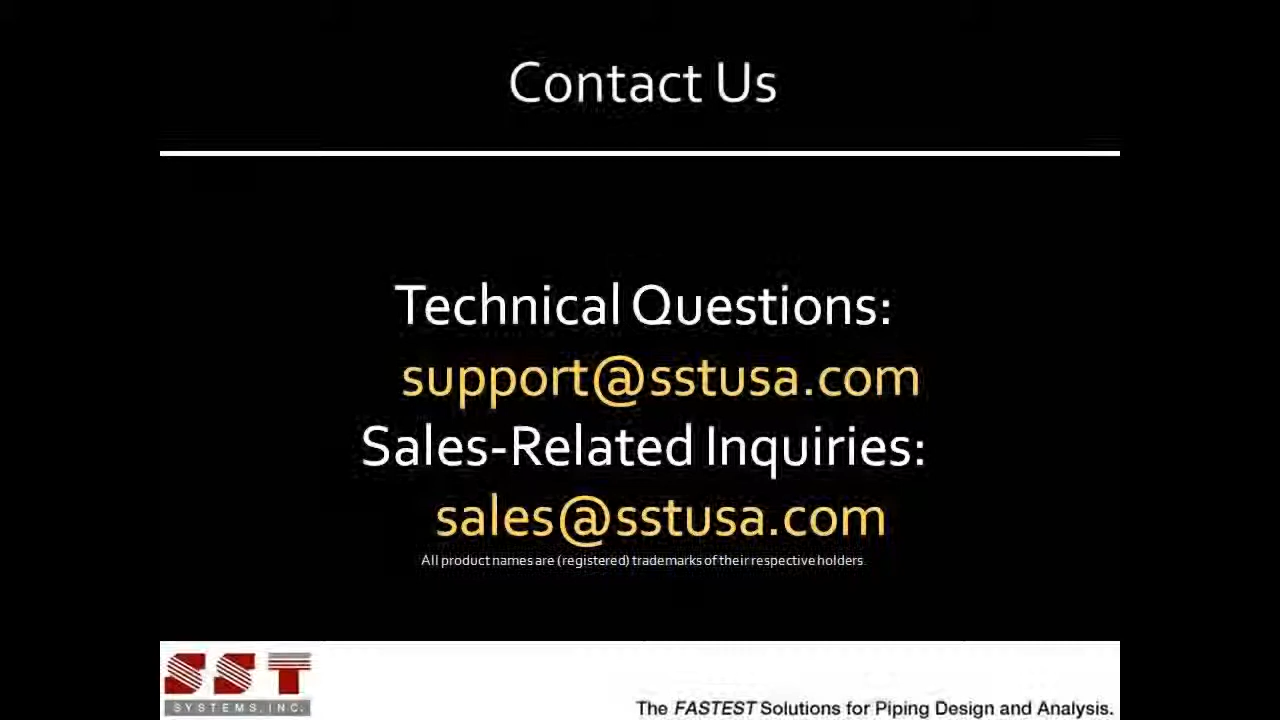 Contact Us
Technical Questions:
support@sstusa.com
Sales-Related Inquiries:
sales@sstusa.com
All product names are (registered) trademarks of their respective holders.
SST
SYSTEMS, INC.
The FASTEST Solutions for Piping Design and Analysis.